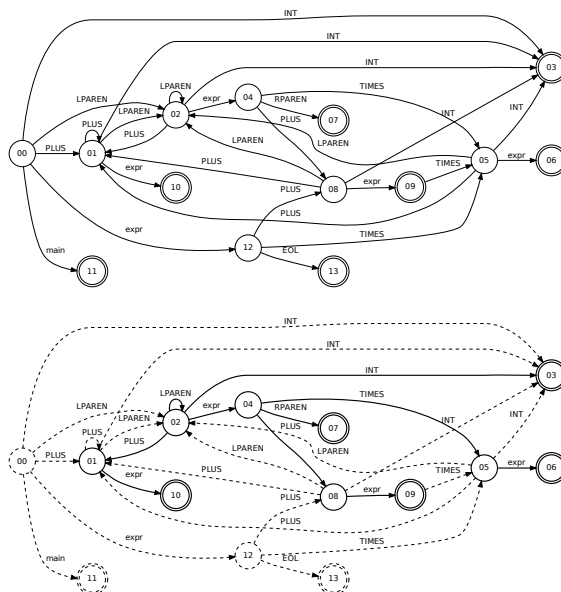 INT
INT
LPAREN
TIMES
INT
LPAREN
expr
04
RPAREN
03
LPAREN
02
07
INT
INT
PLUS
PLUS
LPAREN
00
PLUS
01
LPAREN
05
expr
06
PLUS
TIMES
expr
10
PLUS
08
expr
09
PLUS
expr
12
TIMES
main
EOL
11
13
INT
INT
LPAREN
TIMES
INT
LPAREN
expr
04
RPAREN
03
LPAREN
02
07
INT
INT
PLUS
PLUS
LPAREN
00
PLUS
01
LPAREN
05
expr
06
PLUS
TIMES
expr
10
PLUS
08
expr
09
PLUS
expr
12
TIMES
main
EOL
11
13